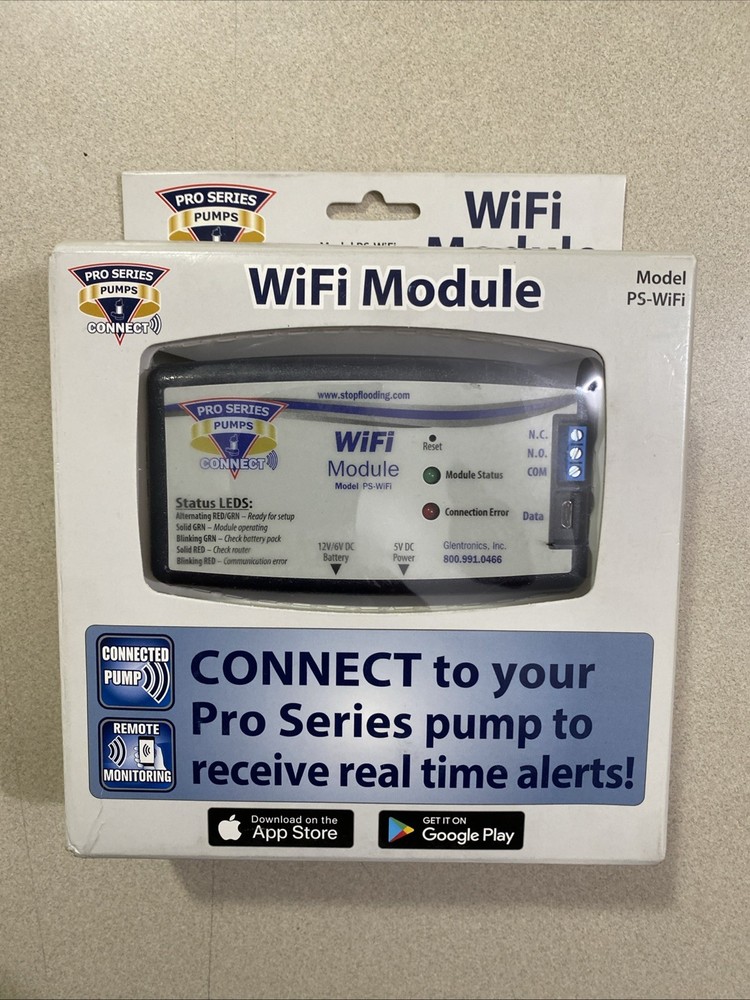 PRO SERIES
PUMPS
WiFi
Module
Model PS-WiFi
PRO SERIES
PUMPS
CONNECT
WiFi Module
Model
PS-WiFi
www.stopflooding.com
PRO SERIES
PUMPS
CONNECT
WiFi
Module
Model PS-WiFi
Reset
Module Status
Connection Error
N.C.
N.O.
COM
Data
Status LEDS:
Alternating RED/GRN – Ready for setup
Solid GRN – Module operating
Blinking GRN – Check battery pack
Solid RED – Check router
Blinking RED – Communication error
12V/6V DC
Battery
5V DC
Power
Glentronics, Inc.
800.991.0466
CONNECTED
PUMP
REMOTE
MONITORING
CONNECT to your
Pro Series pump to
receive real time alerts!
Download on the
App Store
GET IT ON
Google Play